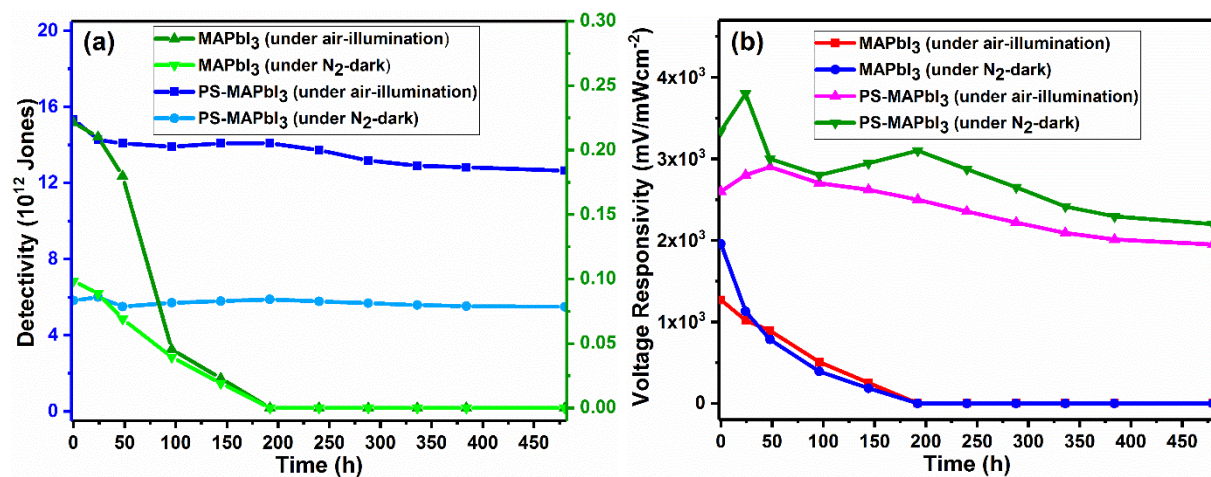 (a)
MAPbI3 (under air-illumination)
MAPbI3 (under N2-dark)
PS-MAPbI3 (under air-illumination)
PS-MAPbI3 (under N2-dark)
Detectivity (10^12 Jones)
20
16
12
8
4
0
0.30
0.25
0.20
0.15
0.10
0.05
0.00
0 50 100 150 200 250 300 350 400 450
Time (h)
(b)
MAPbI3 (under air-illumination)
MAPbI3 (under N2-dark)
PS-MAPbI3 (under air-illumination)
PS-MAPbI3 (under N2-dark)
Voltage Responsivity (mV/mWcm^-2)
4x10^3
3x10^3
2x10^3
1x10^3
0
0 50 100 150 200 250 300 350 400 450
Time (h)